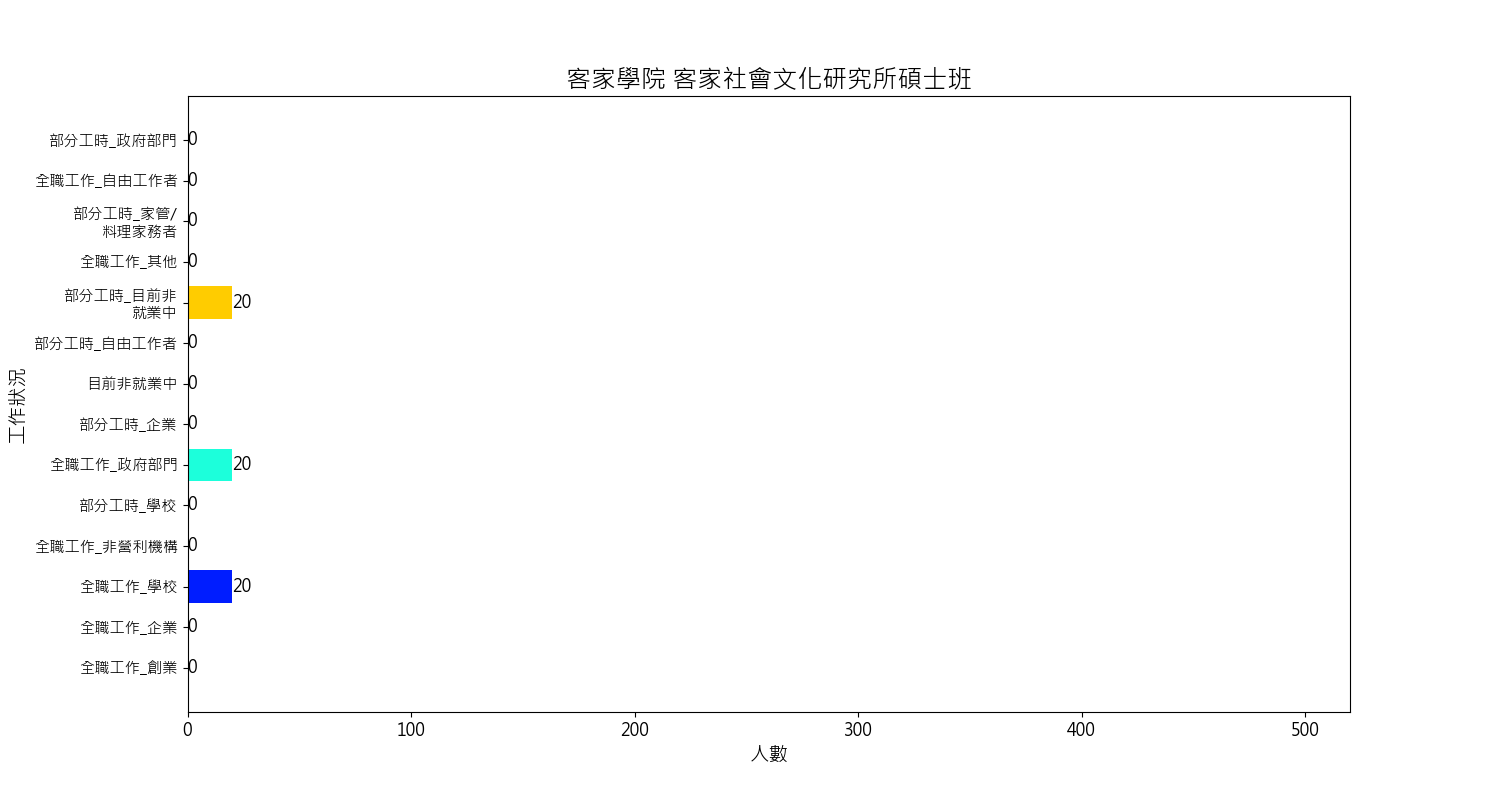 客家學院 客家社會文化研究所碩士班
部分工時_政府部門
0
全職工作_自由工作者
0
部分工時_家管/
料理家務者
0
全職工作_其他
0
部分工時_目前非
就業中
20
部分工時_自由工作者
0
目前非就業中
0
部分工時_企業
0
全職工作_政府部門
20
部分工時_學校
0
全職工作_非營利機構
0
全職工作_學校
20
全職工作_企業
0
全職工作_創業
0
工作狀況
0 100 200 300 400 500
人數